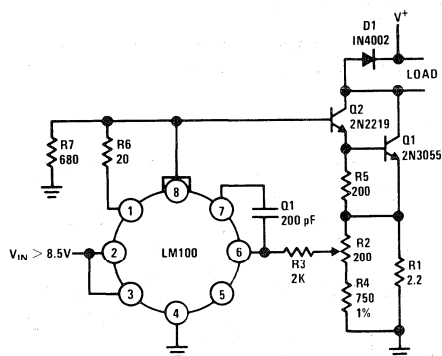 D1
IN4002
V+
LOAD
Q2
2N2219
Q1
2N3055
R7
680
R6
20
8
1
7
Q1
200 pF
R5
200
VIN > 8.5V
2
LM100
6
R3
2K
R2
200
R1
2.2
3
5
4
R4
750
1%